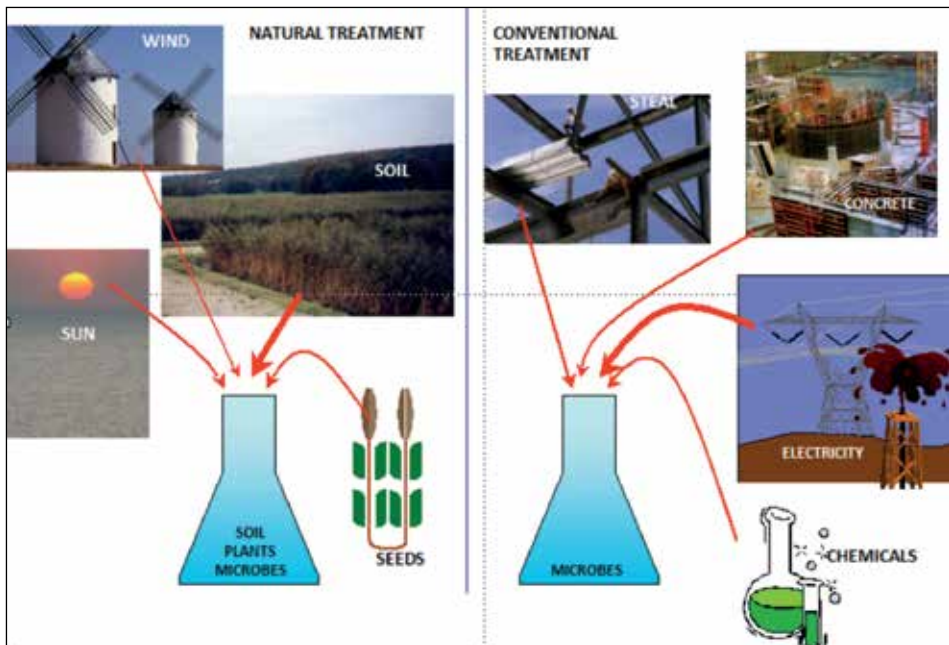 WIND
NATURAL TREATMENT
SOIL
SUN
SOIL
PLANTS
MICROBES
SEEDS
CONVENTIONAL
TREATMENT
STEAL
CONCRETE
ELECTRICITY
MICROBES
CHEMICALS